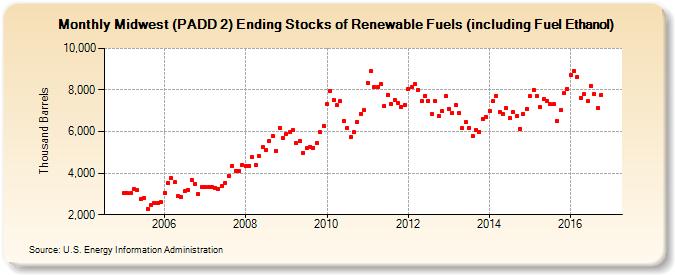 Monthly Midwest (PADD 2) Ending Stocks of Renewable Fuels (including Fuel Ethanol)
Thousand Barrels
10,000
8,000
6,000
4,000
2,000
2006 2008 2010 2012 2014 2016
Source: U.S. Energy Information Administration